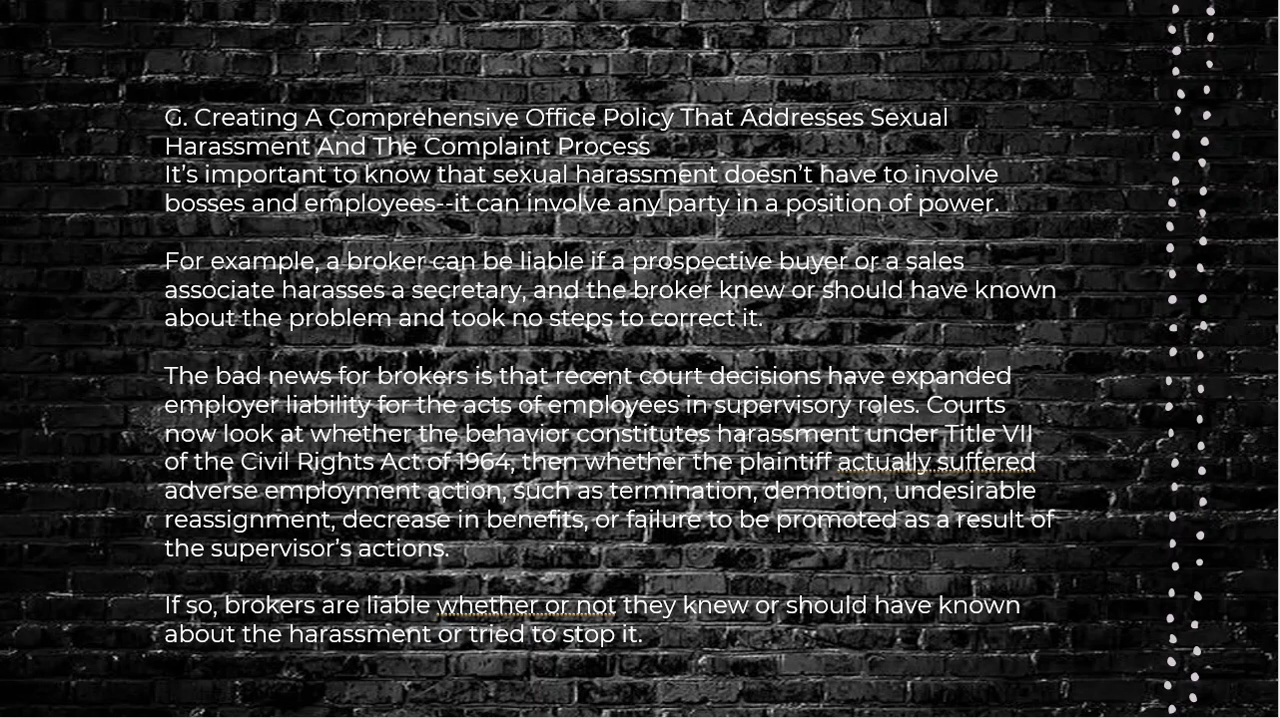 G. Creating A Comprehensive Office Policy That Addresses Sexual
Harassment And The Complaint Process
It’s important to know that sexual harassment doesn’t have to involve
bosses and employees--it can involve any party in a position of power.
For example, a broker can be liable if a prospective buyer or a sales
associate harasses a secretary, and the broker knew or should have known
about the problem and took no steps to correct it.
The bad news for brokers is that recent court decisions have expanded
employer liability for the acts of employees in supervisory roles. Courts
now look at whether the behavior constitutes harassment under Title VII
of the Civil Rights Act of 1964, then whether the plaintiff actually suffered
adverse employment action, such as termination, demotion, undesirable
reassignment, decrease in benefits, or failure to be promoted as a result of
the supervisor’s actions.
If so, brokers are liable whether or not they knew or should have known
about the harassment or tried to stop it.